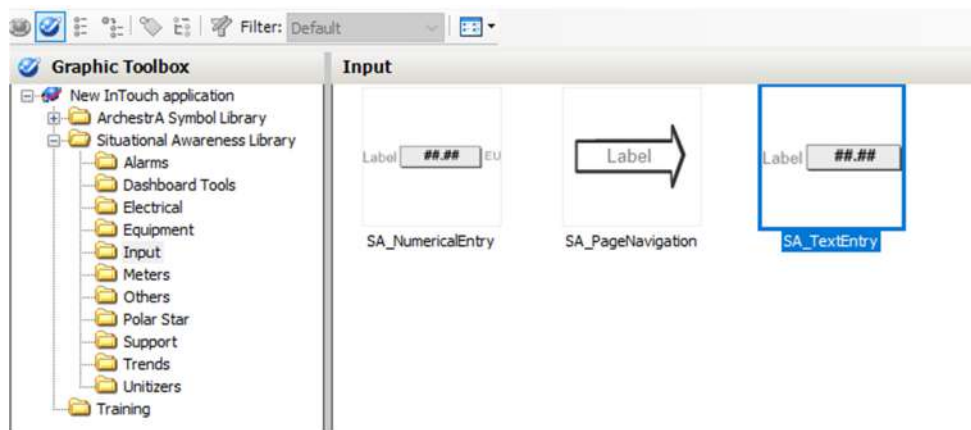 Filter: Default
Graphic Toolbox
New InTouch application
ArchestrA Symbol Library
Situational Awareness Library
Alarms
Dashboard Tools
Electrical
Equipment
Input
Meters
Others
Polar Star
Support
Trends
Unitizers
Training
Input
Label ##.## EU
SA_NumericalEntry
Label
SA_PageNavigation
Label ##.##
SA_TextEntry